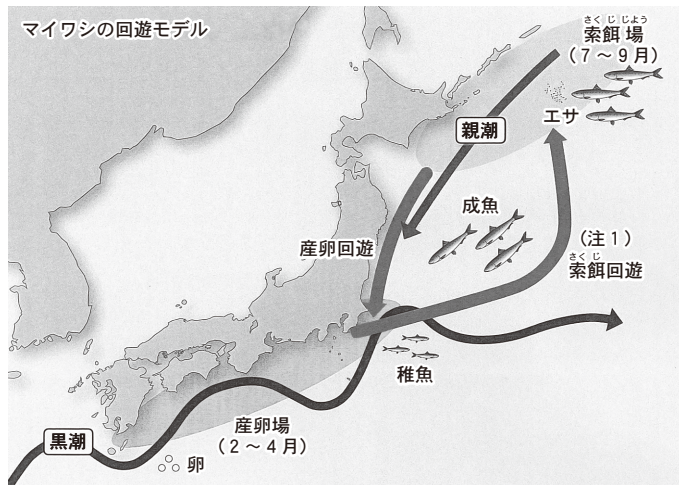 マイワシの回遊モデル
さくじじよう
索餌場
(7～9月)
エサ
親潮
成魚
産卵回遊
(注1)
さくじ
索餌回遊
稚魚
産卵場
(2～4月)
黒潮
卵